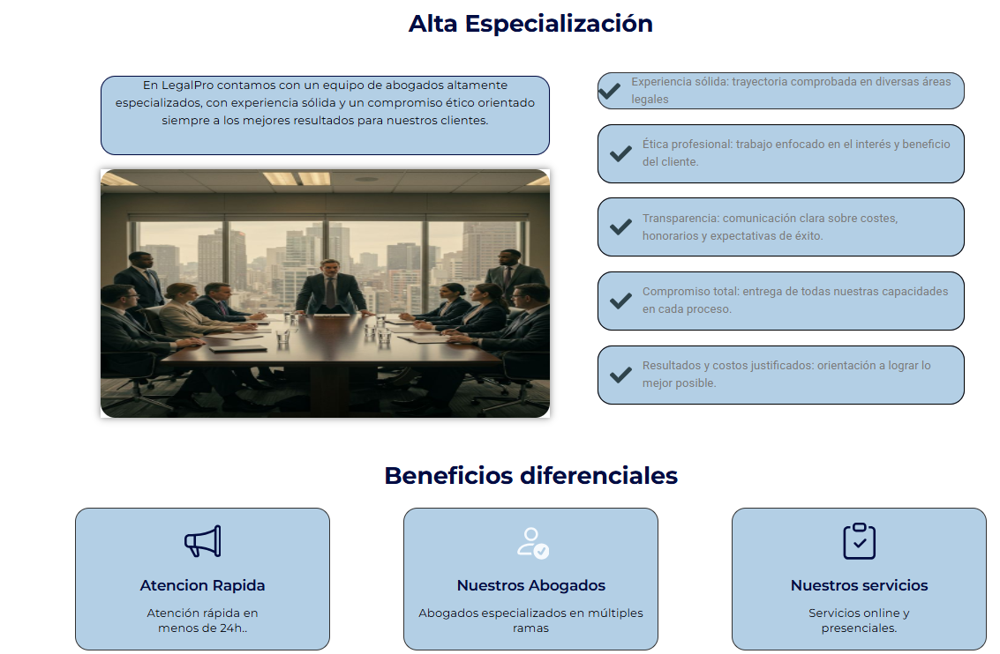 Alta Especialización
En LegalPro contamos con un equipo de abogados altamente
especializados, con experiencia sólida y un compromiso ético orientado
siempre a los mejores resultados para nuestros clientes.
Experiencia sólida: trayectoria comprobada en diversas áreas
legales
Ética profesional: trabajo enfocado en el interés y beneficio
del cliente.
Transparencia: comunicación clara sobre costes,
honorarios y expectativas de éxito.
Compromiso total: entrega de todas nuestras capacidades
en cada proceso.
Resultados y costos justificados: orientación a lograr lo
mejor posible.
Beneficios diferenciales
Atencion Rapida
Atención rápida en
menos de 24h..
Nuestros Abogados
Abogados especializados en múltiples
ramas
Nuestros servicios
Servicios online y
presenciales.